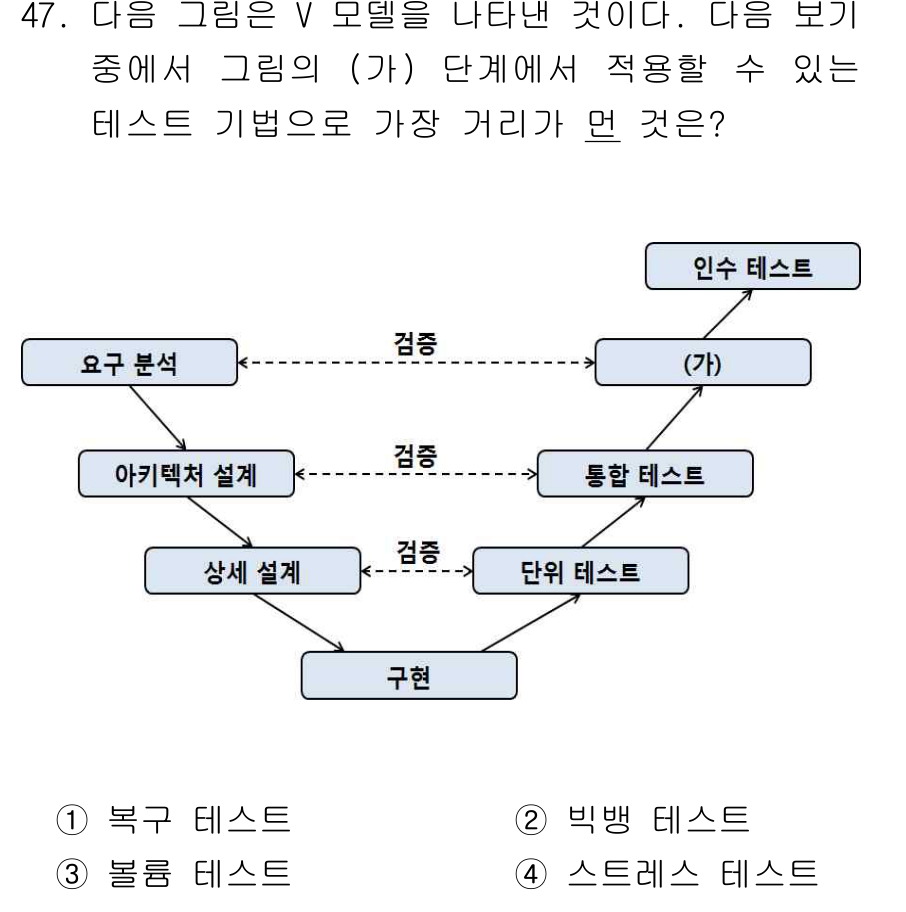 47. 다음 그림은 V 모델을 나타낸 것이다. 다음 보기
중에서 그림의 (가) 단계에서 적용할 수 있는
테스트 기법으로 가장 거리가 먼 것은?
인수 테스트
요구 분석
검증
(가)
아키텍처 설계
검증
통합 테스트
상세 설계
검증
단위 테스트
구현
① 복구 테스트 ② 빅뱅 테스트
③ 볼륨 테스트 ④ 스트레스 테스트